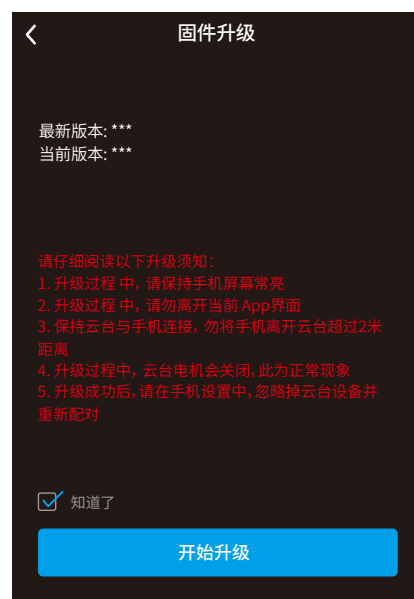 固件升级
最新版本: ***
当前版本: ***
请仔细阅读以下升级须知：
1. 升级过程 中, 请保持手机屏幕常亮
2. 升级过程 中, 请勿离开当前 App界面
3. 保持云台与手机连接, 勿将手机离开云台超过2米
距离
4. 升级过程中, 云台电机会关闭, 此为正常现象
5. 升级成功后, 请在手机设置中, 忽略掉云台设备并
重新配对
知道了
开始升级